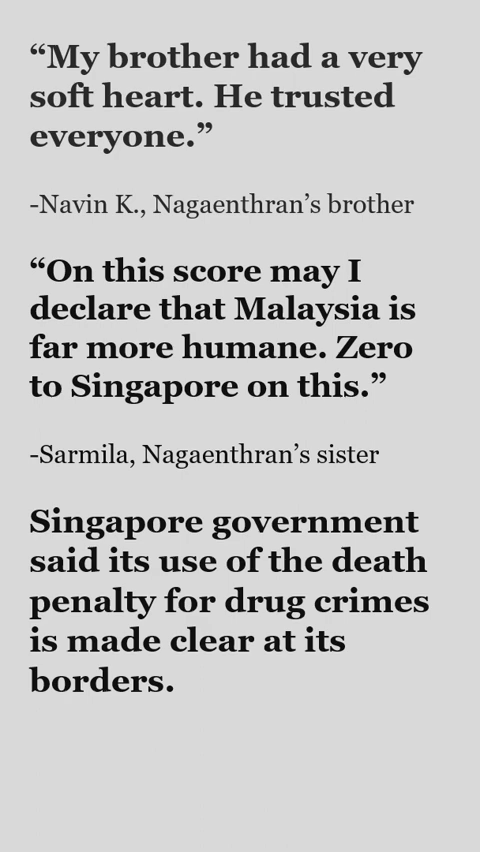 “My brother had a very
soft heart. He trusted
everyone.”
-Navin K., Nagaenthran’s brother
“On this score may I
declare that Malaysia is
far more humane. Zero
to Singapore on this.”
-Sarmila, Nagaenthran’s sister
Singapore government
said its use of the death
penalty for drug crimes
is made clear at its
borders.